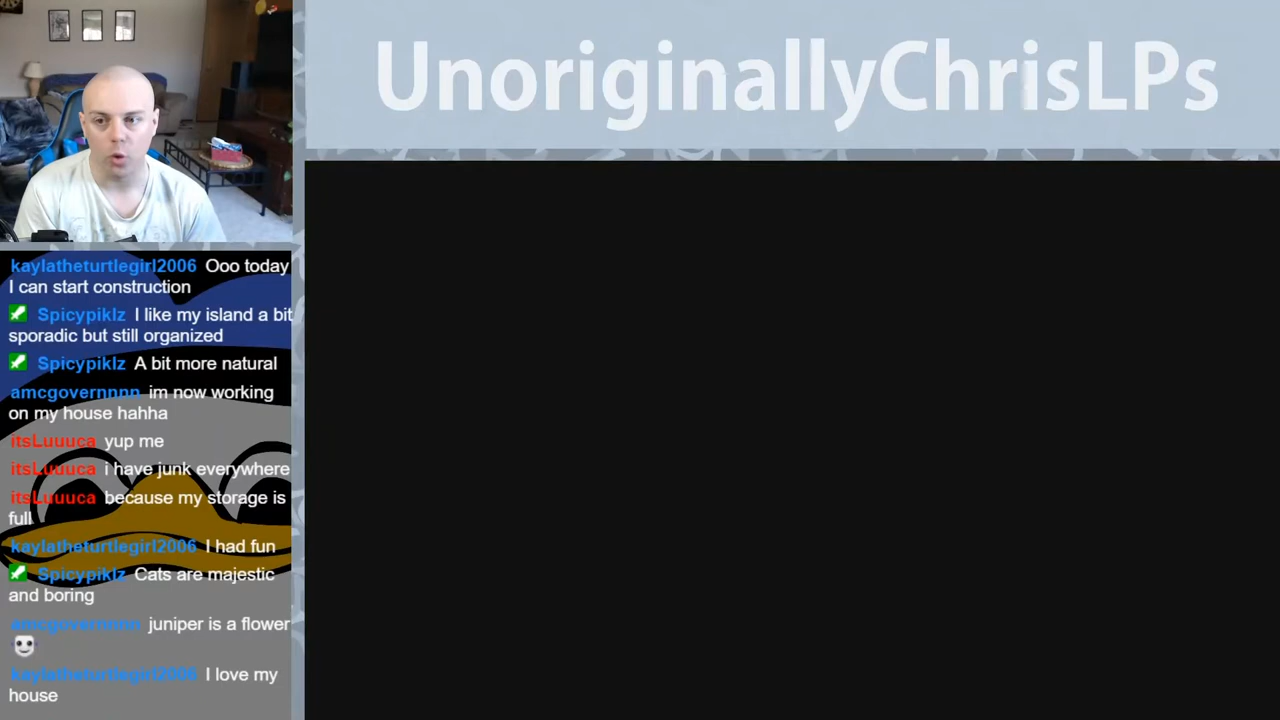 UnoriginallyChrisLPs
kaylatheturtlegirl2006 Ooo today
I can start construction
Spicypiklz I like my island a bit
sporadic but still organized
Spicypiklz A bit more natural
amcgovernnnn im now working
on my house hahha
itsLuuuca yup me
itsLuuuca i have junk everywhere
itsLuuuca because my storage is
full
kaylatheturtlegirl2006 I had fun
Spicypiklz Cats are majestic
and boring
amcgovernnnn juniper is a flower
kaylatheturtlegirl2006 I love my
house